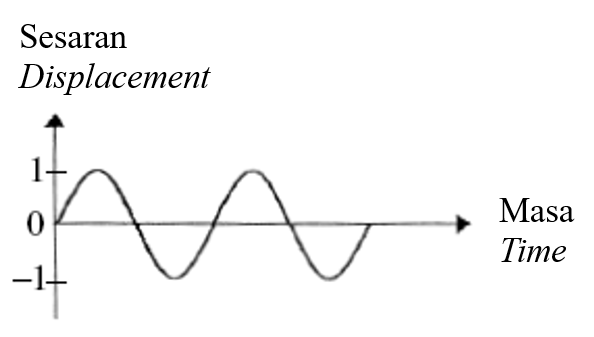 Sesaran
Displacement
1
0
−1
Masa
Time